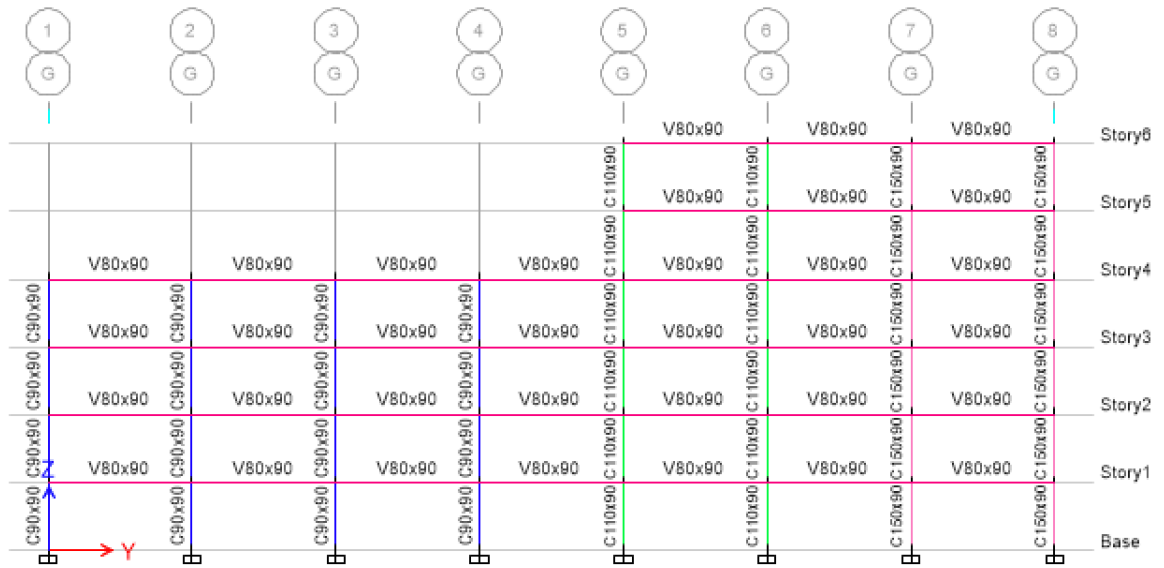 1 2 3 4 5 6 7 8
G G G G G G G G
V80x90 V80x90 V80x90 Story6
C110x90 C110x90 C150x90 C150x90
V80x90 V80x90 V80x90 Story5
C110x90 C110x90 C150x90 C150x90
V80x90 V80x90 V80x90 V80x90 V80x90 V80x90 V80x90 Story4
C90x90 C90x90 C90x90 C90x90 C110x90 C110x90 C150x90 C150x90
V80x90 V80x90 V80x90 V80x90 V80x90 V80x90 V80x90 Story3
C90x90 C90x90 C90x90 C90x90 C110x90 C110x90 C150x90 C150x90
V80x90 V80x90 V80x90 V80x90 V80x90 V80x90 V80x90 Story2
C90x90 C90x90 C90x90 C90x90 C110x90 C110x90 C150x90 C150x90
Z
V80x90 V80x90 V80x90 V80x90 V80x90 V80x90 V80x90 Story1
C90x90 C90x90 C90x90 C90x90 C110x90 C110x90 C150x90 C150x90
Y
Base